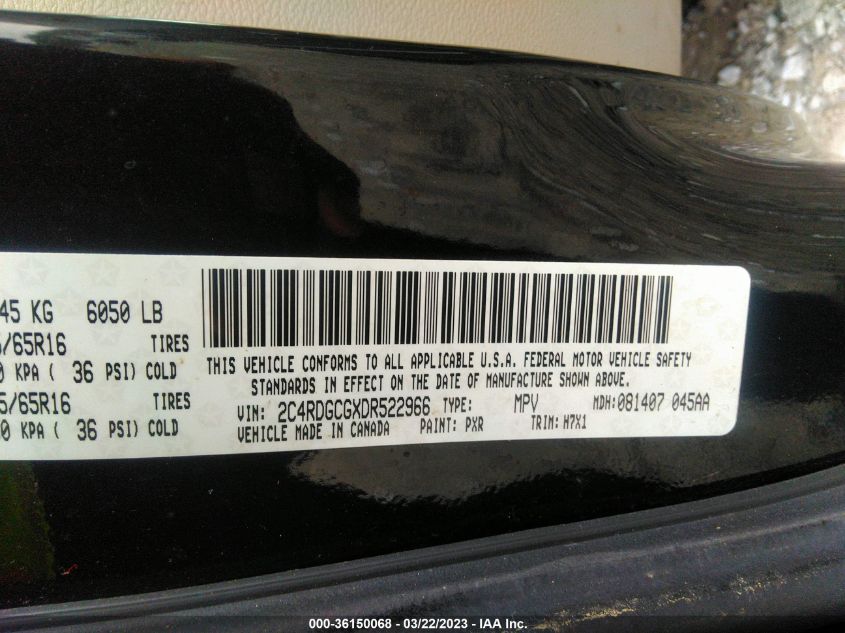 45 KG 6050 LB
/65R16 TIRES
0 KPA ( 36 PSI) COLD
5/65R16 TIRES
0 KPA ( 36 PSI) COLD
THIS VEHICLE CONFORMS TO ALL APPLICABLE U.S.A. FEDERAL MOTOR VEHICLE SAFETY
STANDARDS IN EFFECT ON THE DATE OF MANUFACTURE SHOWN ABOVE.
VIN: 2C4RDGCGXDR522966 TYPE: MPV MDH: 081407 045AA
VEHICLE MADE IN CANADA PAINT: PXR TRIM: H7X1
000-36150068 - 03/22/2023 - IAA Inc.